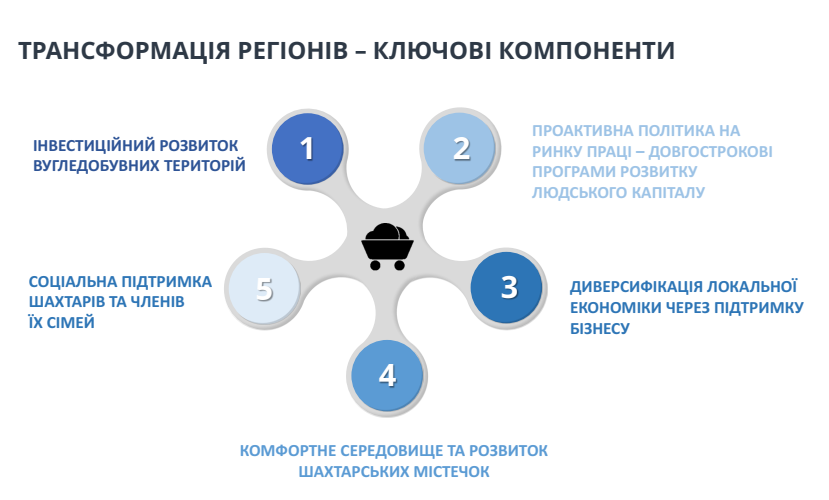 ТРАНСФОРМАЦІЯ РЕГІОНІВ – КЛЮЧОВІ КОМПОНЕНТИ
1
ІНВЕСТИЦІЙНИЙ РОЗВИТОК
ВУГЛЕДОБУВНИХ ТЕРИТОРІЙ
2
ПРОАКТИВНА ПОЛІТИКА НА
РИНКУ ПРАЦІ – ДОВГОСТРОКОВІ
ПРОГРАМИ РОЗВИТКУ
ЛЮДСЬКОГО КАПІТАЛУ
3
ДИВЕРСИФІКАЦІЯ ЛОКАЛЬНОЇ
ЕКОНОМІКИ ЧЕРЕЗ ПІДТРИМКУ
БІЗНЕСУ
4
КОМФОРТНЕ СЕРЕДОВИЩЕ ТА РОЗВИТОК
ШАХТАРСЬКИХ МІСТЕЧОК
5
СОЦІАЛЬНА ПІДТРИМКА
ШАХТАРІВ ТА ЧЛЕНІВ
ЇХ СІМЕЙ